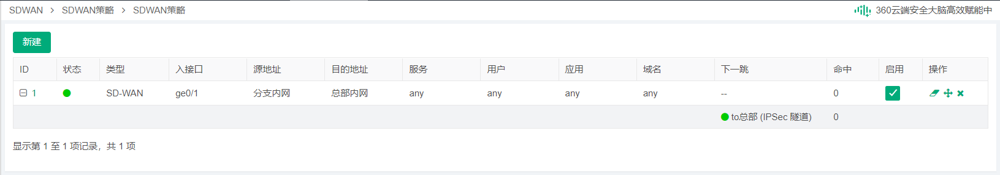 SDWAN > SDWAN策略 > SDWAN策略 360云端安全大脑高效赋能中
新建
ID 状态 类型 入接口 源地址 目的地址 服务 用户 应用 域名 下一跳 命中 启用 操作
1 SD-WAN ge0/1 分支内网 总部内网 any any any any -- 0
to总部 (IPSec 隧道) 0
显示第 1 至 1 项记录，共 1 项